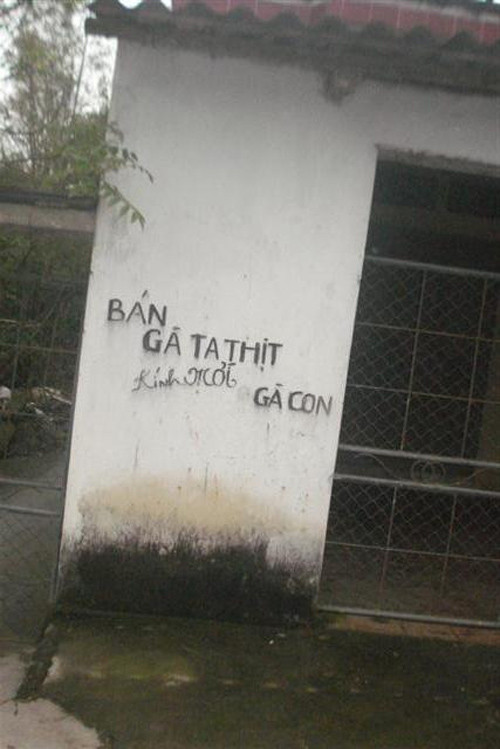 BÁN
GÀ TA THỊT
Kính mời
GÀ CON